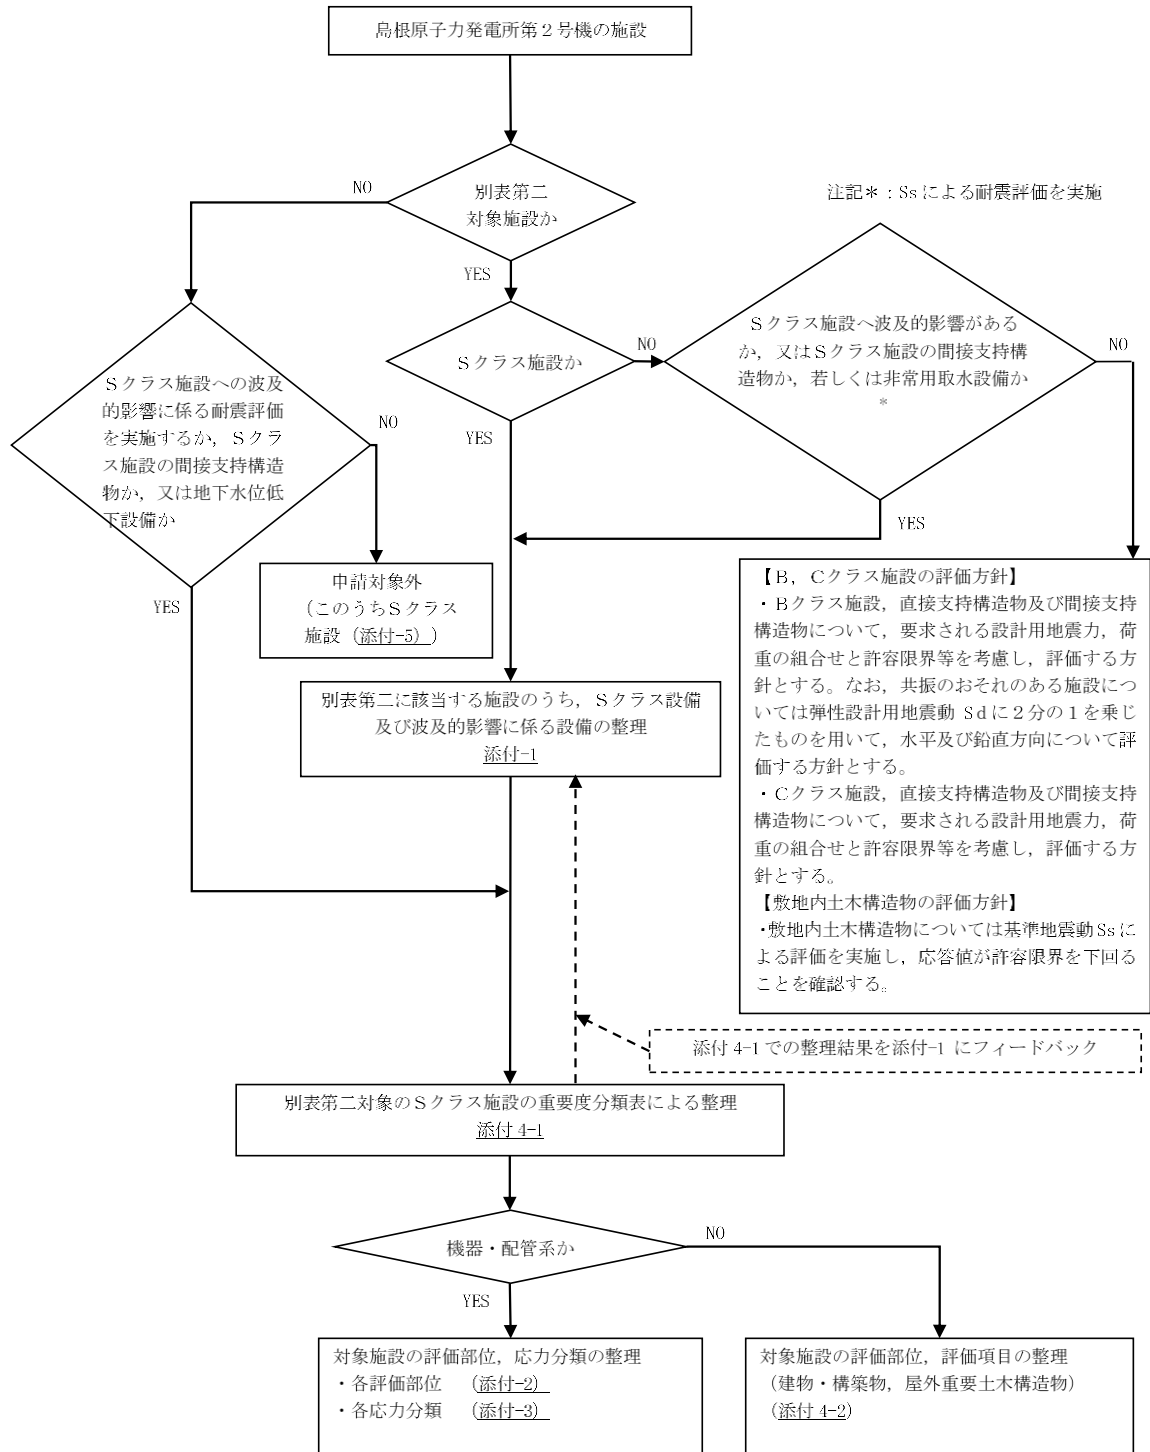 島根原子力発電所第２号機の施設
NO
別表第二
対象施設か
注記＊：Ss による耐震評価を実施
YES
Ｓクラス施設か
NO
Ｓクラス施設へ波及的影響がある
か，又はＳクラス施設の間接支持構
造物か，若しくは非常用取水設備か
＊
NO
Ｓクラス施設への波及
的影響に係る耐震評価
を実施するか，Ｓクラ
ス施設の間接支持構造
物か，又は地下水位低
下設備か
NO
YES
YES
YES
申請対象外
（このうちＳクラス
施設（添付-5））
【Ｂ，Ｃクラス施設の評価方針】
・Ｂクラス施設，直接支持構造物及び間接支持
構造物について，要求される設計用地震力，荷
重の組合せと許容限界等を考慮し，評価する方
針とする。なお，共振のおそれのある施設につ
いては弾性設計用地震動 Ｓｄに２分の１を乗じ
たものを用いて，水平及び鉛直方向について評
価する方針とする。
・Ｃクラス施設，直接支持構造物及び間接支持
構造物について，要求される設計用地震力，荷
重の組合せと許容限界等を考慮し，評価する方
針とする。
【敷地内土木構造物の評価方針】
・敷地内土木構造物については基準地震動 Ss に
よる評価を実施し，応答値が許容限界を下回る
ことを確認する。
別表第二に該当する施設のうち，Ｓクラス設備
及び波及的影響に係る設備の整理
添付-1
添付 4-1 での整理結果を添付-1 にフィードバック
別表第二対象のＳクラス施設の重要度分類表による整理
添付 4-1
機器・配管系か
NO
YES
対象施設の評価部位，応力分類の整理
・各評価部位　（添付-2）
・各応力分類　（添付-3）
対象施設の評価部位，評価項目の整理
（建物・構築物，屋外重要土木構造物）
（添付 4-2）